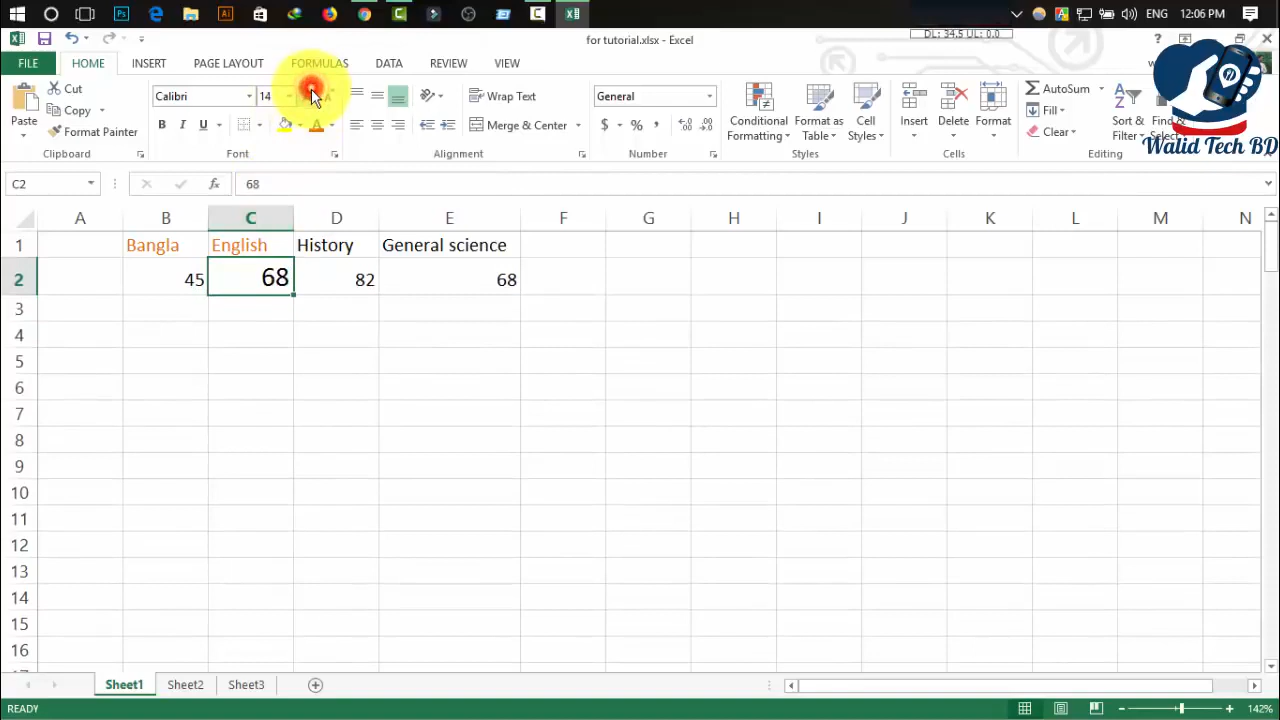 ENG 12:06 PM
for tutorial.xlsx - Excel
DL: 34.5 UL: 0.0
?
FILE HOME INSERT PAGE LAYOUT FORMULAS DATA REVIEW VIEW
Cut
Copy
Format Painter
Paste
Clipboard
Calibri 14
B I U
Font
Wrap Text
Merge & Center
Alignment
General
$ % ,
Number
Conditional Formatting
Format as Table
Cell Styles
Styles
Insert Delete Format
Cells
AutoSum
Fill
Clear
Sort & Filter
Find &
Editing
Walid Tech BD
C2 fx 68
A B C D E F G H I J K L M N
1 Bangla English History General science
2 45 68 82 68
3
4
5
6
7
8
9
10
11
12
13
14
15
16
Sheet1 Sheet2 Sheet3
READY 142%